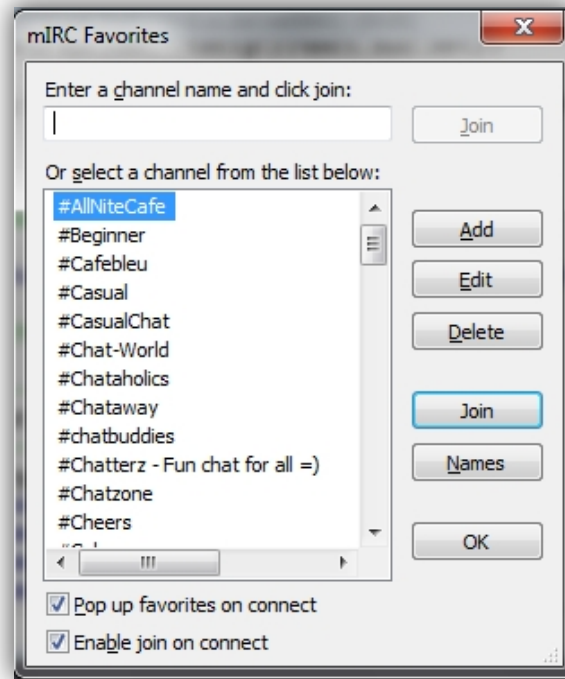 mIRC Favorites
Enter a channel name and click join:
Join
Or select a channel from the list below:
#AllNiteCafe
#Beginner
#Cafebleu
#Casual
#CasualChat
#Chat-World
#Chataholics
#Chataway
#chatbuddies
#Chatterz - Fun chat for all =)
#Chatzone
#Cheers
Add
Edit
Delete
Join
Names
OK
Pop up favorites on connect
Enable join on connect